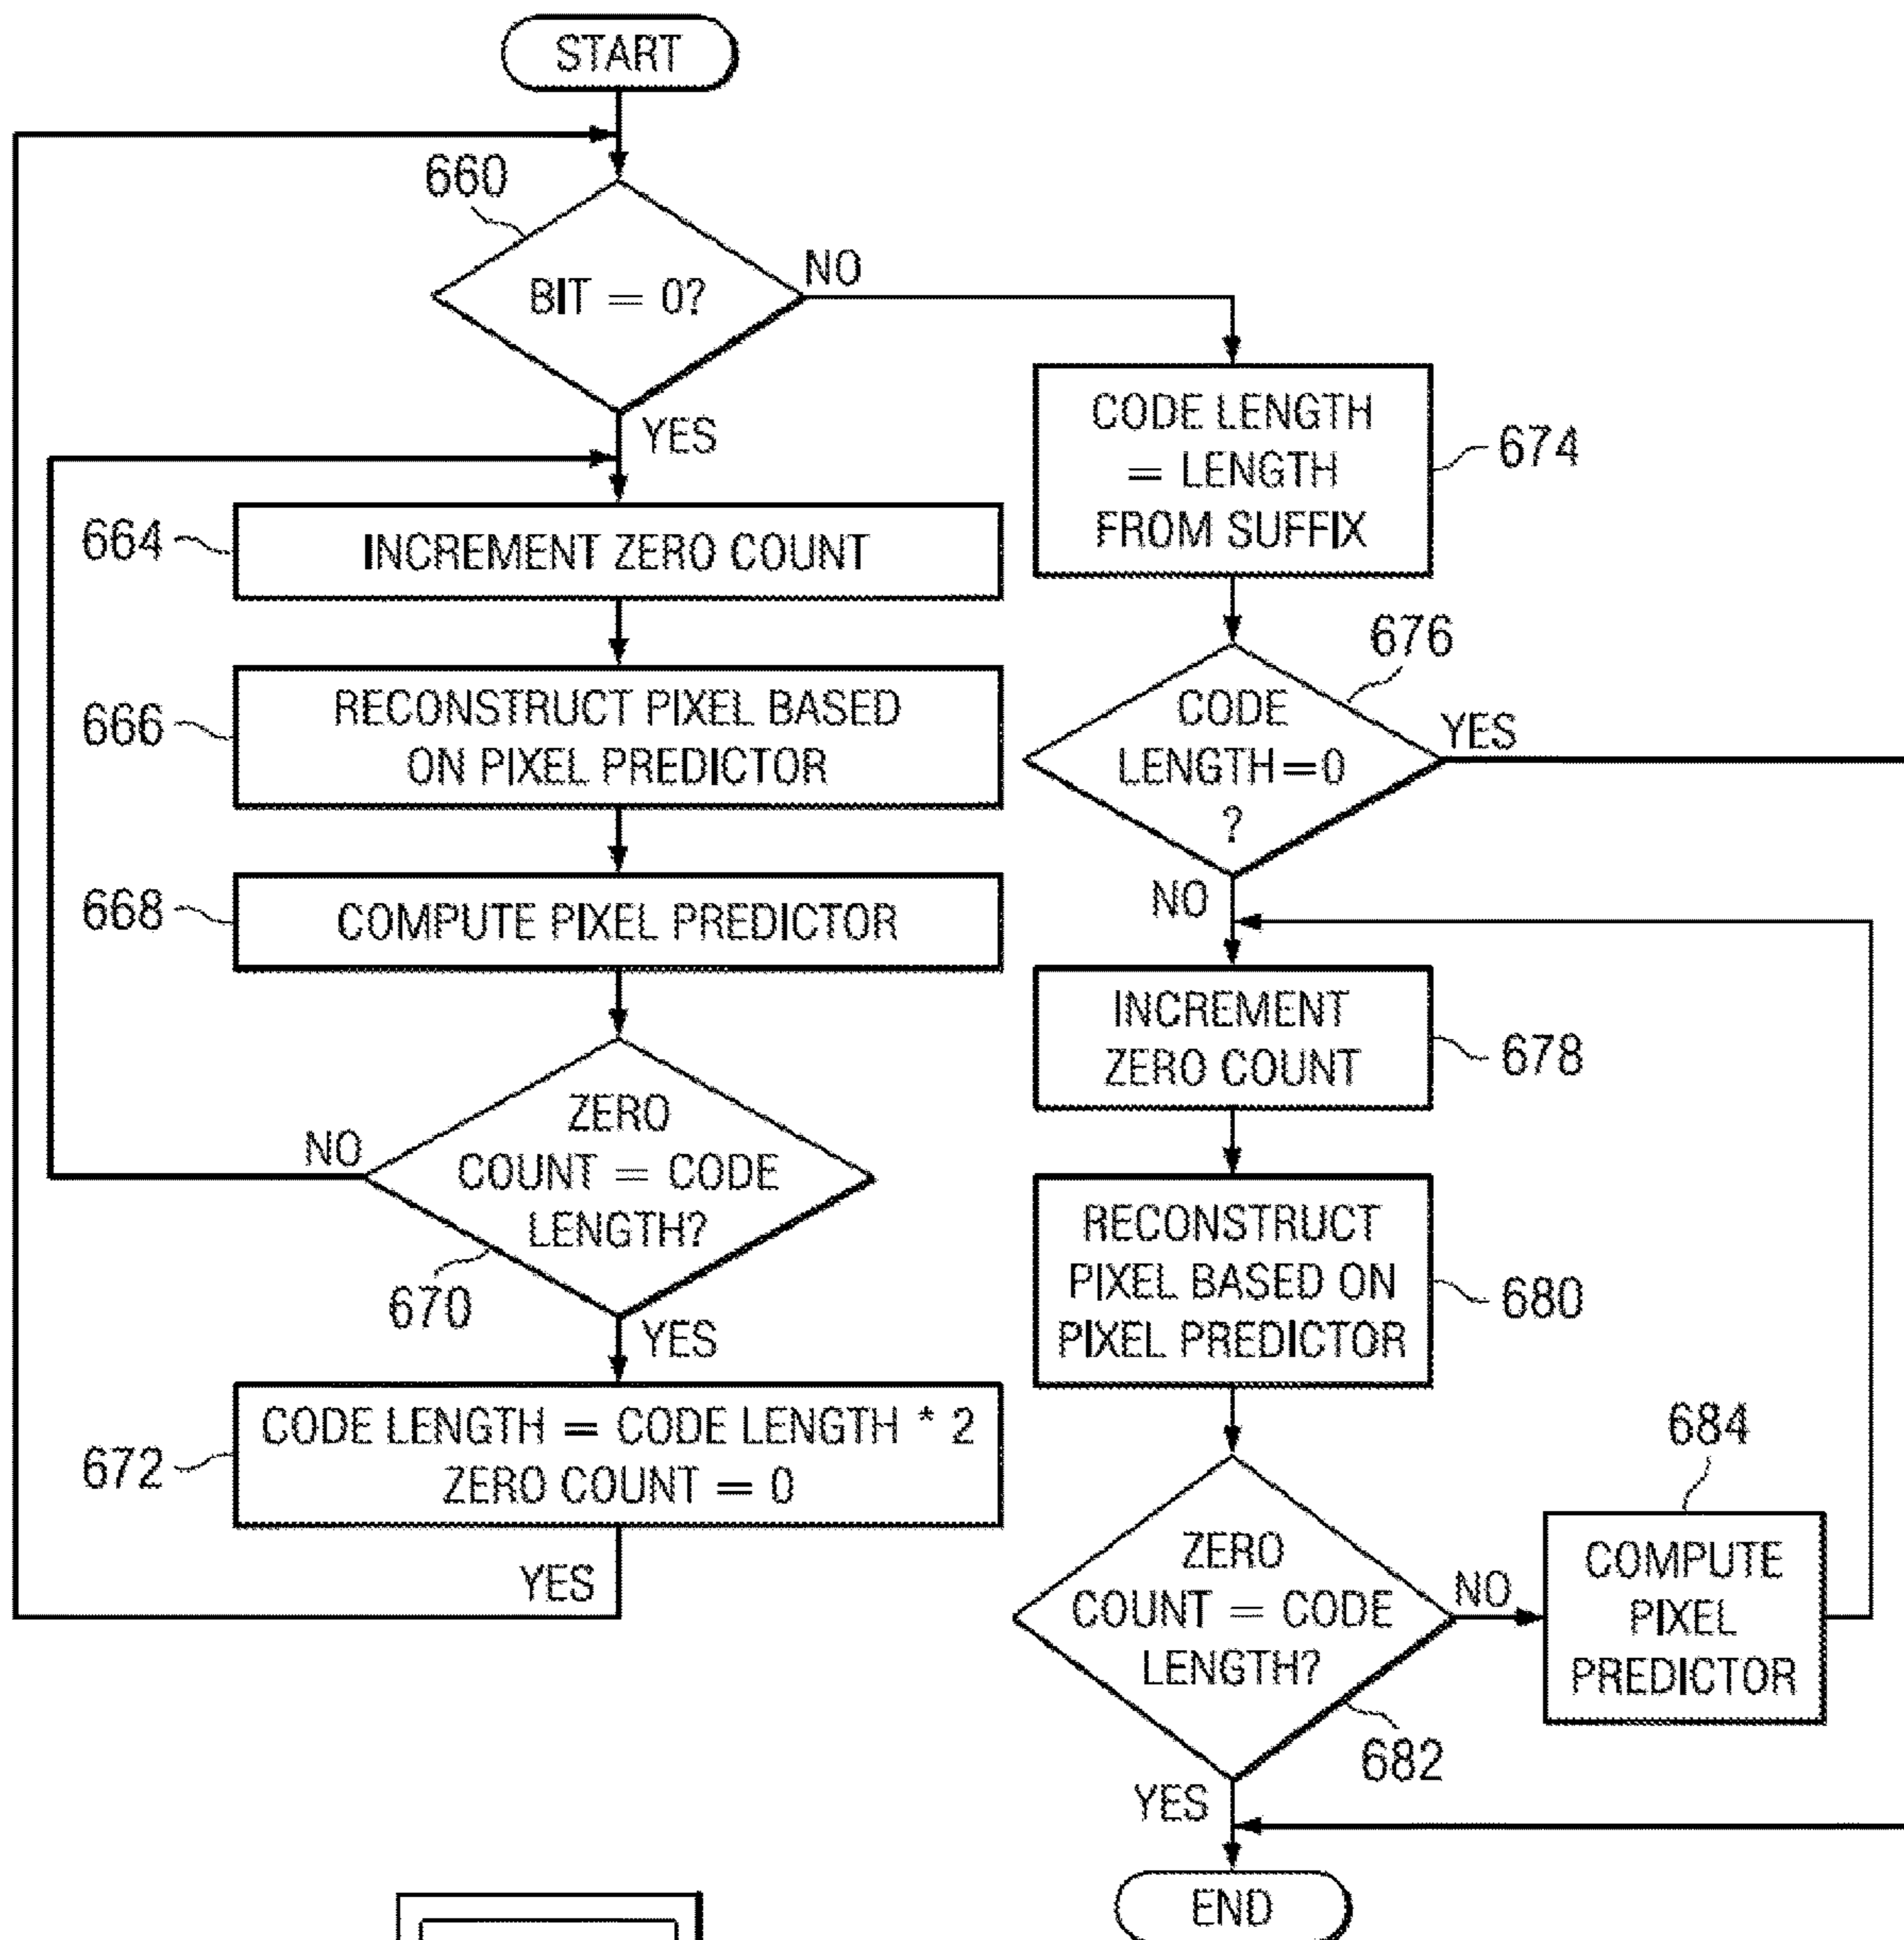 START
660
BIT = 0?
NO
YES
664
INCREMENT ZERO COUNT
666
RECONSTRUCT PIXEL BASED
ON PIXEL PREDICTOR
668
COMPUTE PIXEL PREDICTOR
ZERO
COUNT = CODE
LENGTH?
NO
670
YES
672
CODE LENGTH = CODE LENGTH * 2
ZERO COUNT = 0
YES
CODE LENGTH
= LENGTH
FROM SUFFIX
674
676
CODE
LENGTH=0
?
YES
NO
INCREMENT
ZERO COUNT
678
RECONSTRUCT
PIXEL BASED ON
PIXEL PREDICTOR
680
ZERO
COUNT = CODE
LENGTH?
NO
684
COMPUTE
PIXEL
PREDICTOR
682
YES
END